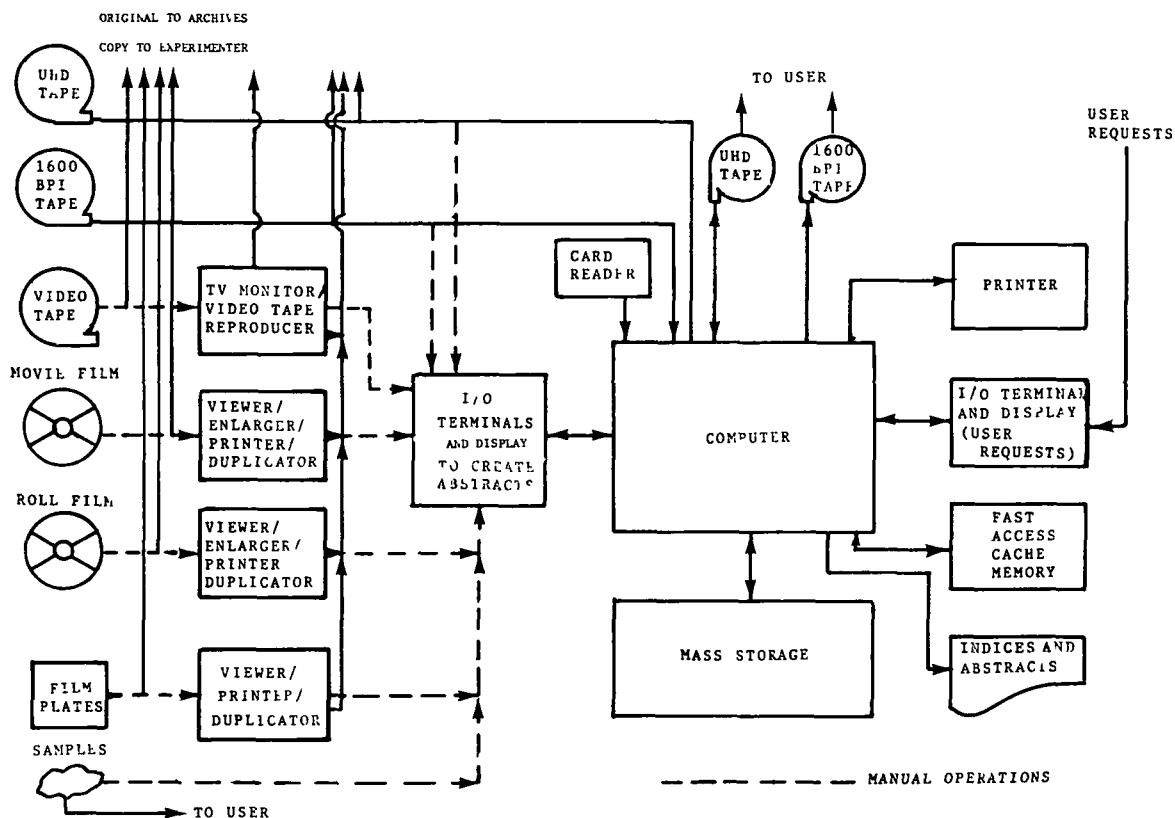 ORIGINAL TO ARCHIVES
COPY TO EXPERIMENTER
UHD
TAPE
TO USER
USER
REQUESTS
1600
BPI
TAPE
UHD
TAPE
1600
BPI
TAPE
CARD
READER
VIDEO
TAPE
TV MONITOR/
VIDEO TAPE
REPRODUCER
PRINTER
MOVIE FILM
VIEWER/
ENLARGER/
PRINTER/
DUPLICATOR
I/O
TERMINALS
AND DISPLAY
TO CREATE
ABSTRACTS
COMPUTER
I/O TERMINAL
AND DISPLAY
(USER
REQUESTS)
ROLL FILM
VIEWER/
ENLARGER/
PRINTER
DUPLICATOR
FAST
ACCESS
CACHE
MEMORY
MASS STORAGE
INDICES AND
ABSTRACTS
FILM
PLATES
VIEWER/
PRINTER/
DUPLICATOR
SAMPLES
MANUAL OPERATIONS
TO USER